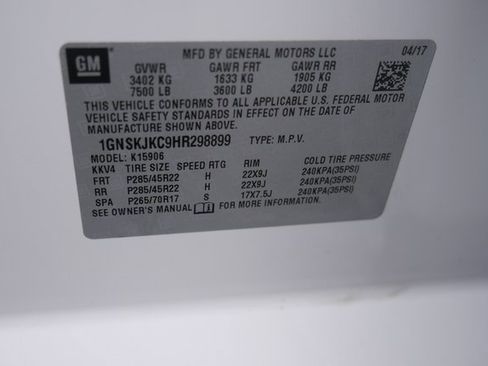 GM
MFD BY GENERAL MOTORS LLC 04/17
GVWR GAWR FRT GAWR RR
3402 KG 1633 KG 1905 KG
7500 LB 3600 LB 4200 LB
THIS VEHICLE CONFORMS TO ALL APPLICABLE U.S. FEDERAL MOTOR
VEHICLE SAFETY STANDARDS IN EFFECT ON THE DATE OF
MANUFACTURE SHOWN ABOVE.
1GNSKJKC9HR298899 TYPE: M.P.V.
MODEL: K15906
KKV4 TIRE SIZE SPEED RTG RIM COLD TIRE PRESSURE
FRT P285/45R22 H 22X9J 240KPA(35PSI)
RR P285/45R22 H 22X9J 240KPA(35PSI)
SPA P265/70R17 S 17X7.5J 240KPA(35PSI)
SEE OWNER'S MANUAL FOR MORE INFORMATION.